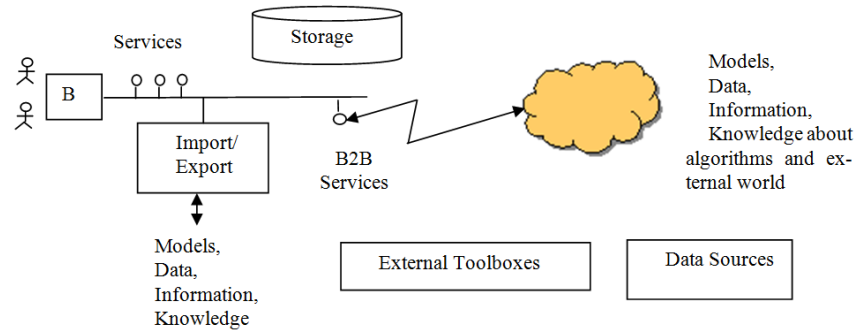 Services
Storage
B
Import/
Export
B2B
Services
Models,
Data,
Information,
Knowledge
Models,
Data,
Information,
Knowledge about
algorithms and ex-
ternal world
External Toolboxes
Data Sources